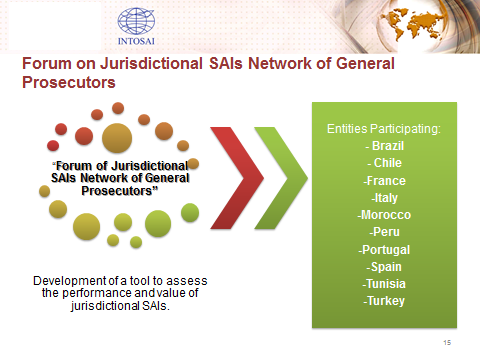 INTOSAI
Forum on Jurisdictional SAIs Network of General
Prosecutors
“Forum of Jurisdictional
SAIs Network of General
Prosecutors”
Development of a tool to assess
the performance and value of
jurisdictional SAIs.
Entities Participating:
- Brazil
- Chile
-France
-Italy
-Morocco
-Peru
-Portugal
-Spain
-Tunisia
-Turkey
15